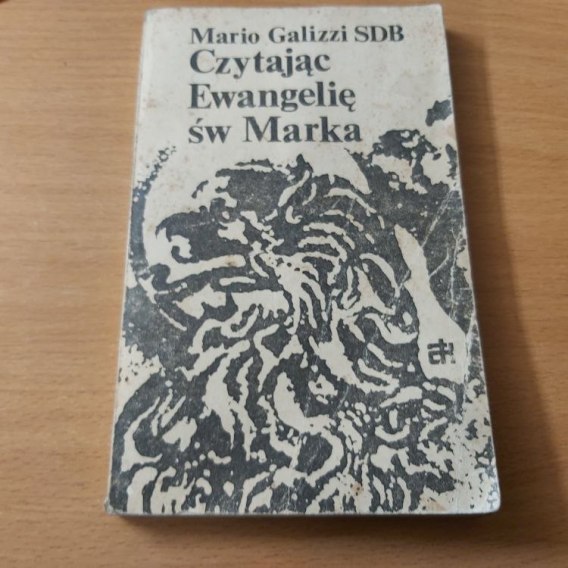 Mario Galizzi SDB
Czytając
Ewangelię
św Marka